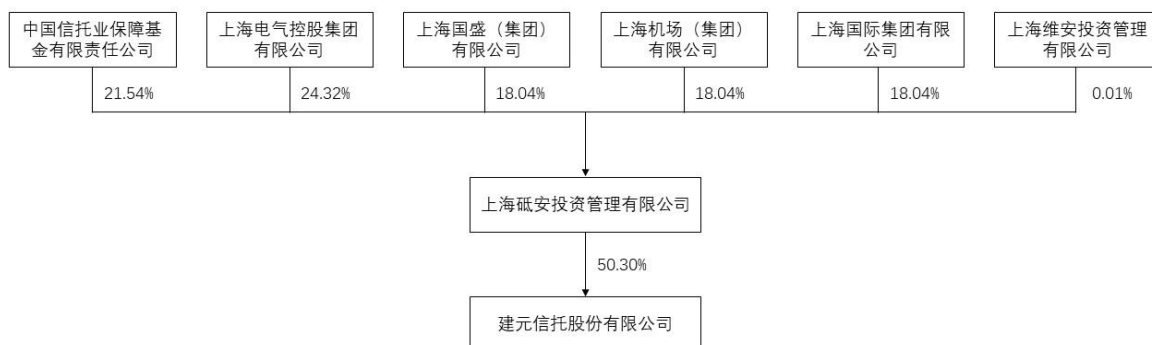 中国信托业保障基
金有限责任公司
上海电气控股集团
有限公司
上海国盛（集团）
有限公司
上海机场（集团）
有限公司
上海国际集团有限
公司
上海维安投资管理
有限公司
21.54%
24.32%
18.04%
18.04%
18.04%
0.01%
上海砥安投资管理有限公司
50.30%
建元信托股份有限公司